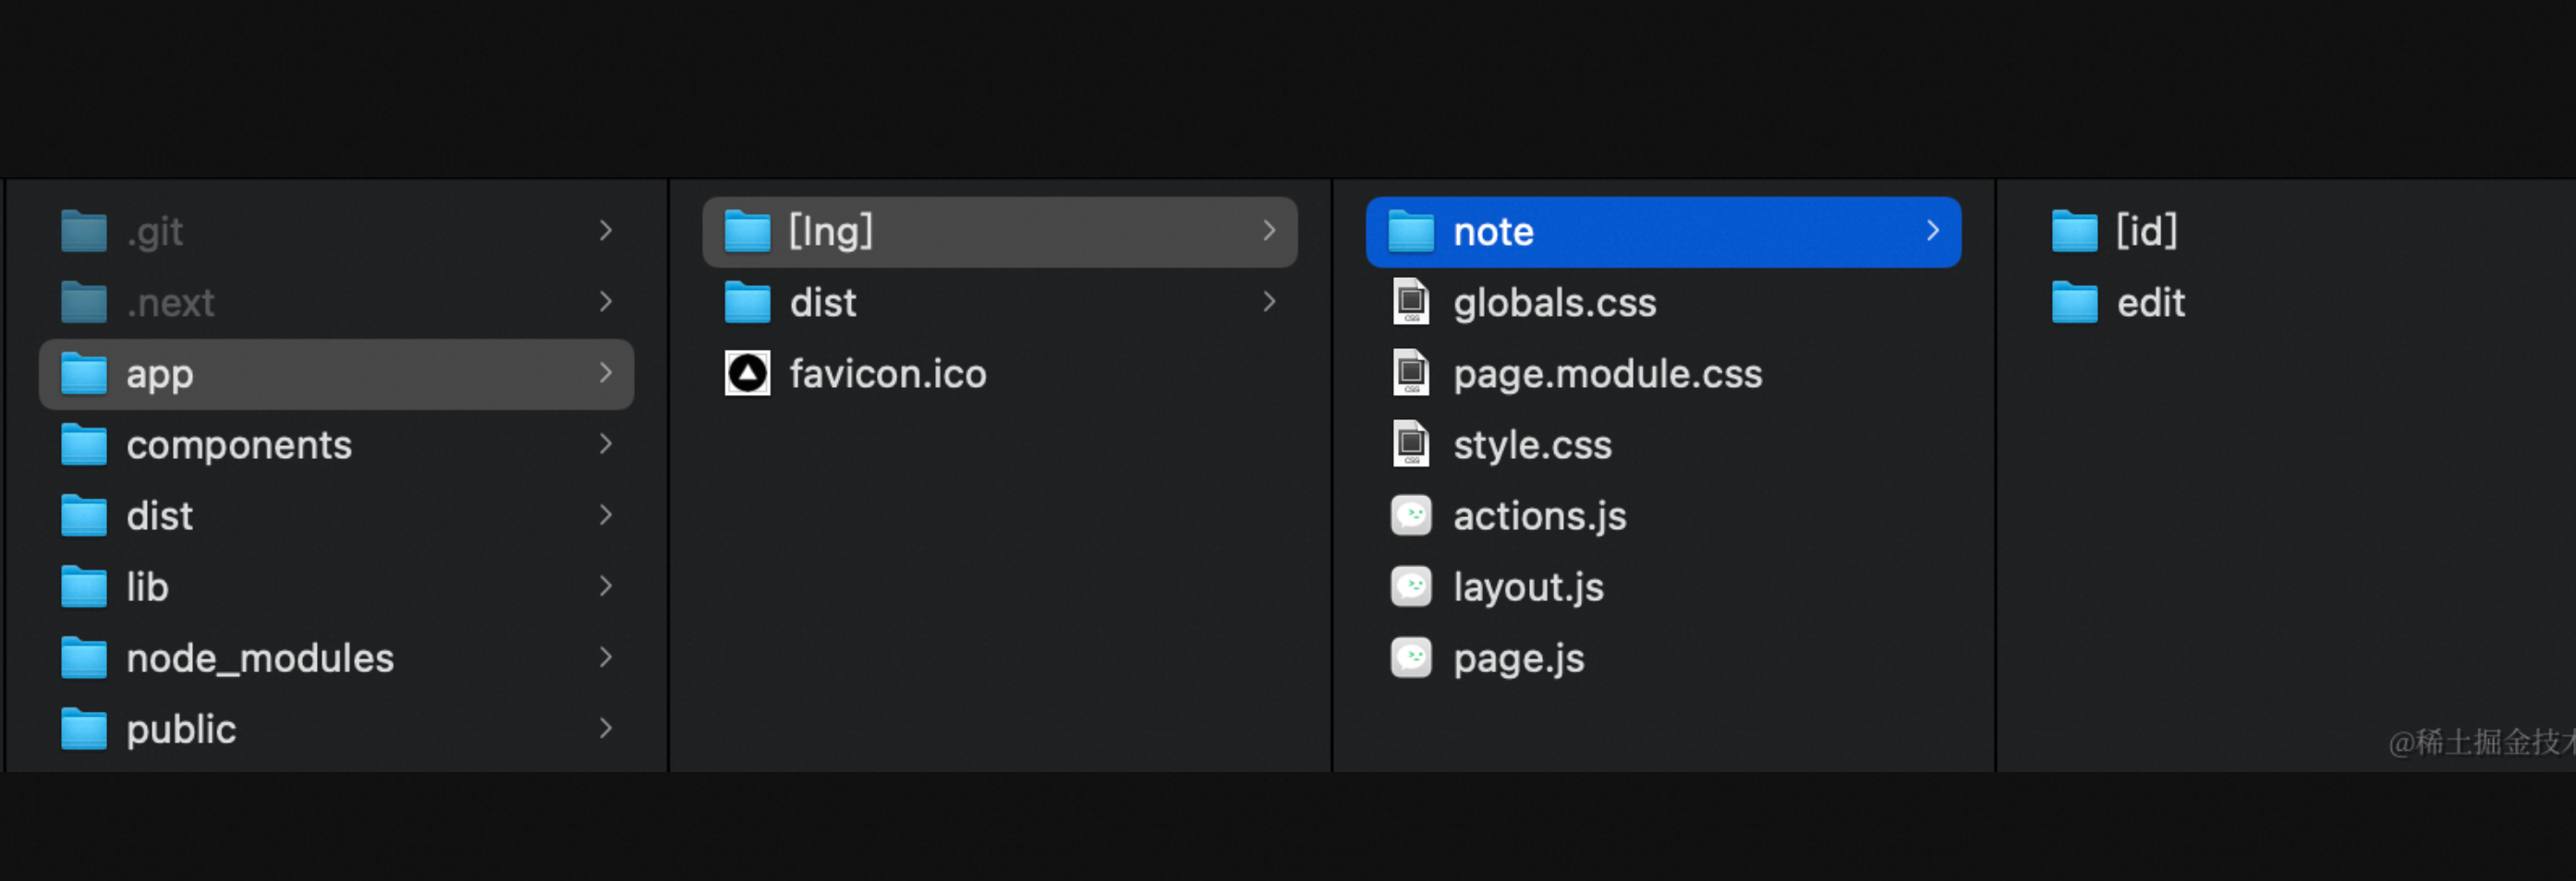 .git
.next
app
components
dist
lib
node_modules
public
[lng]
dist
favicon.ico
note
globals.css
page.module.css
style.css
actions.js
layout.js
page.js
[id]
edit
@稀土掘金技术